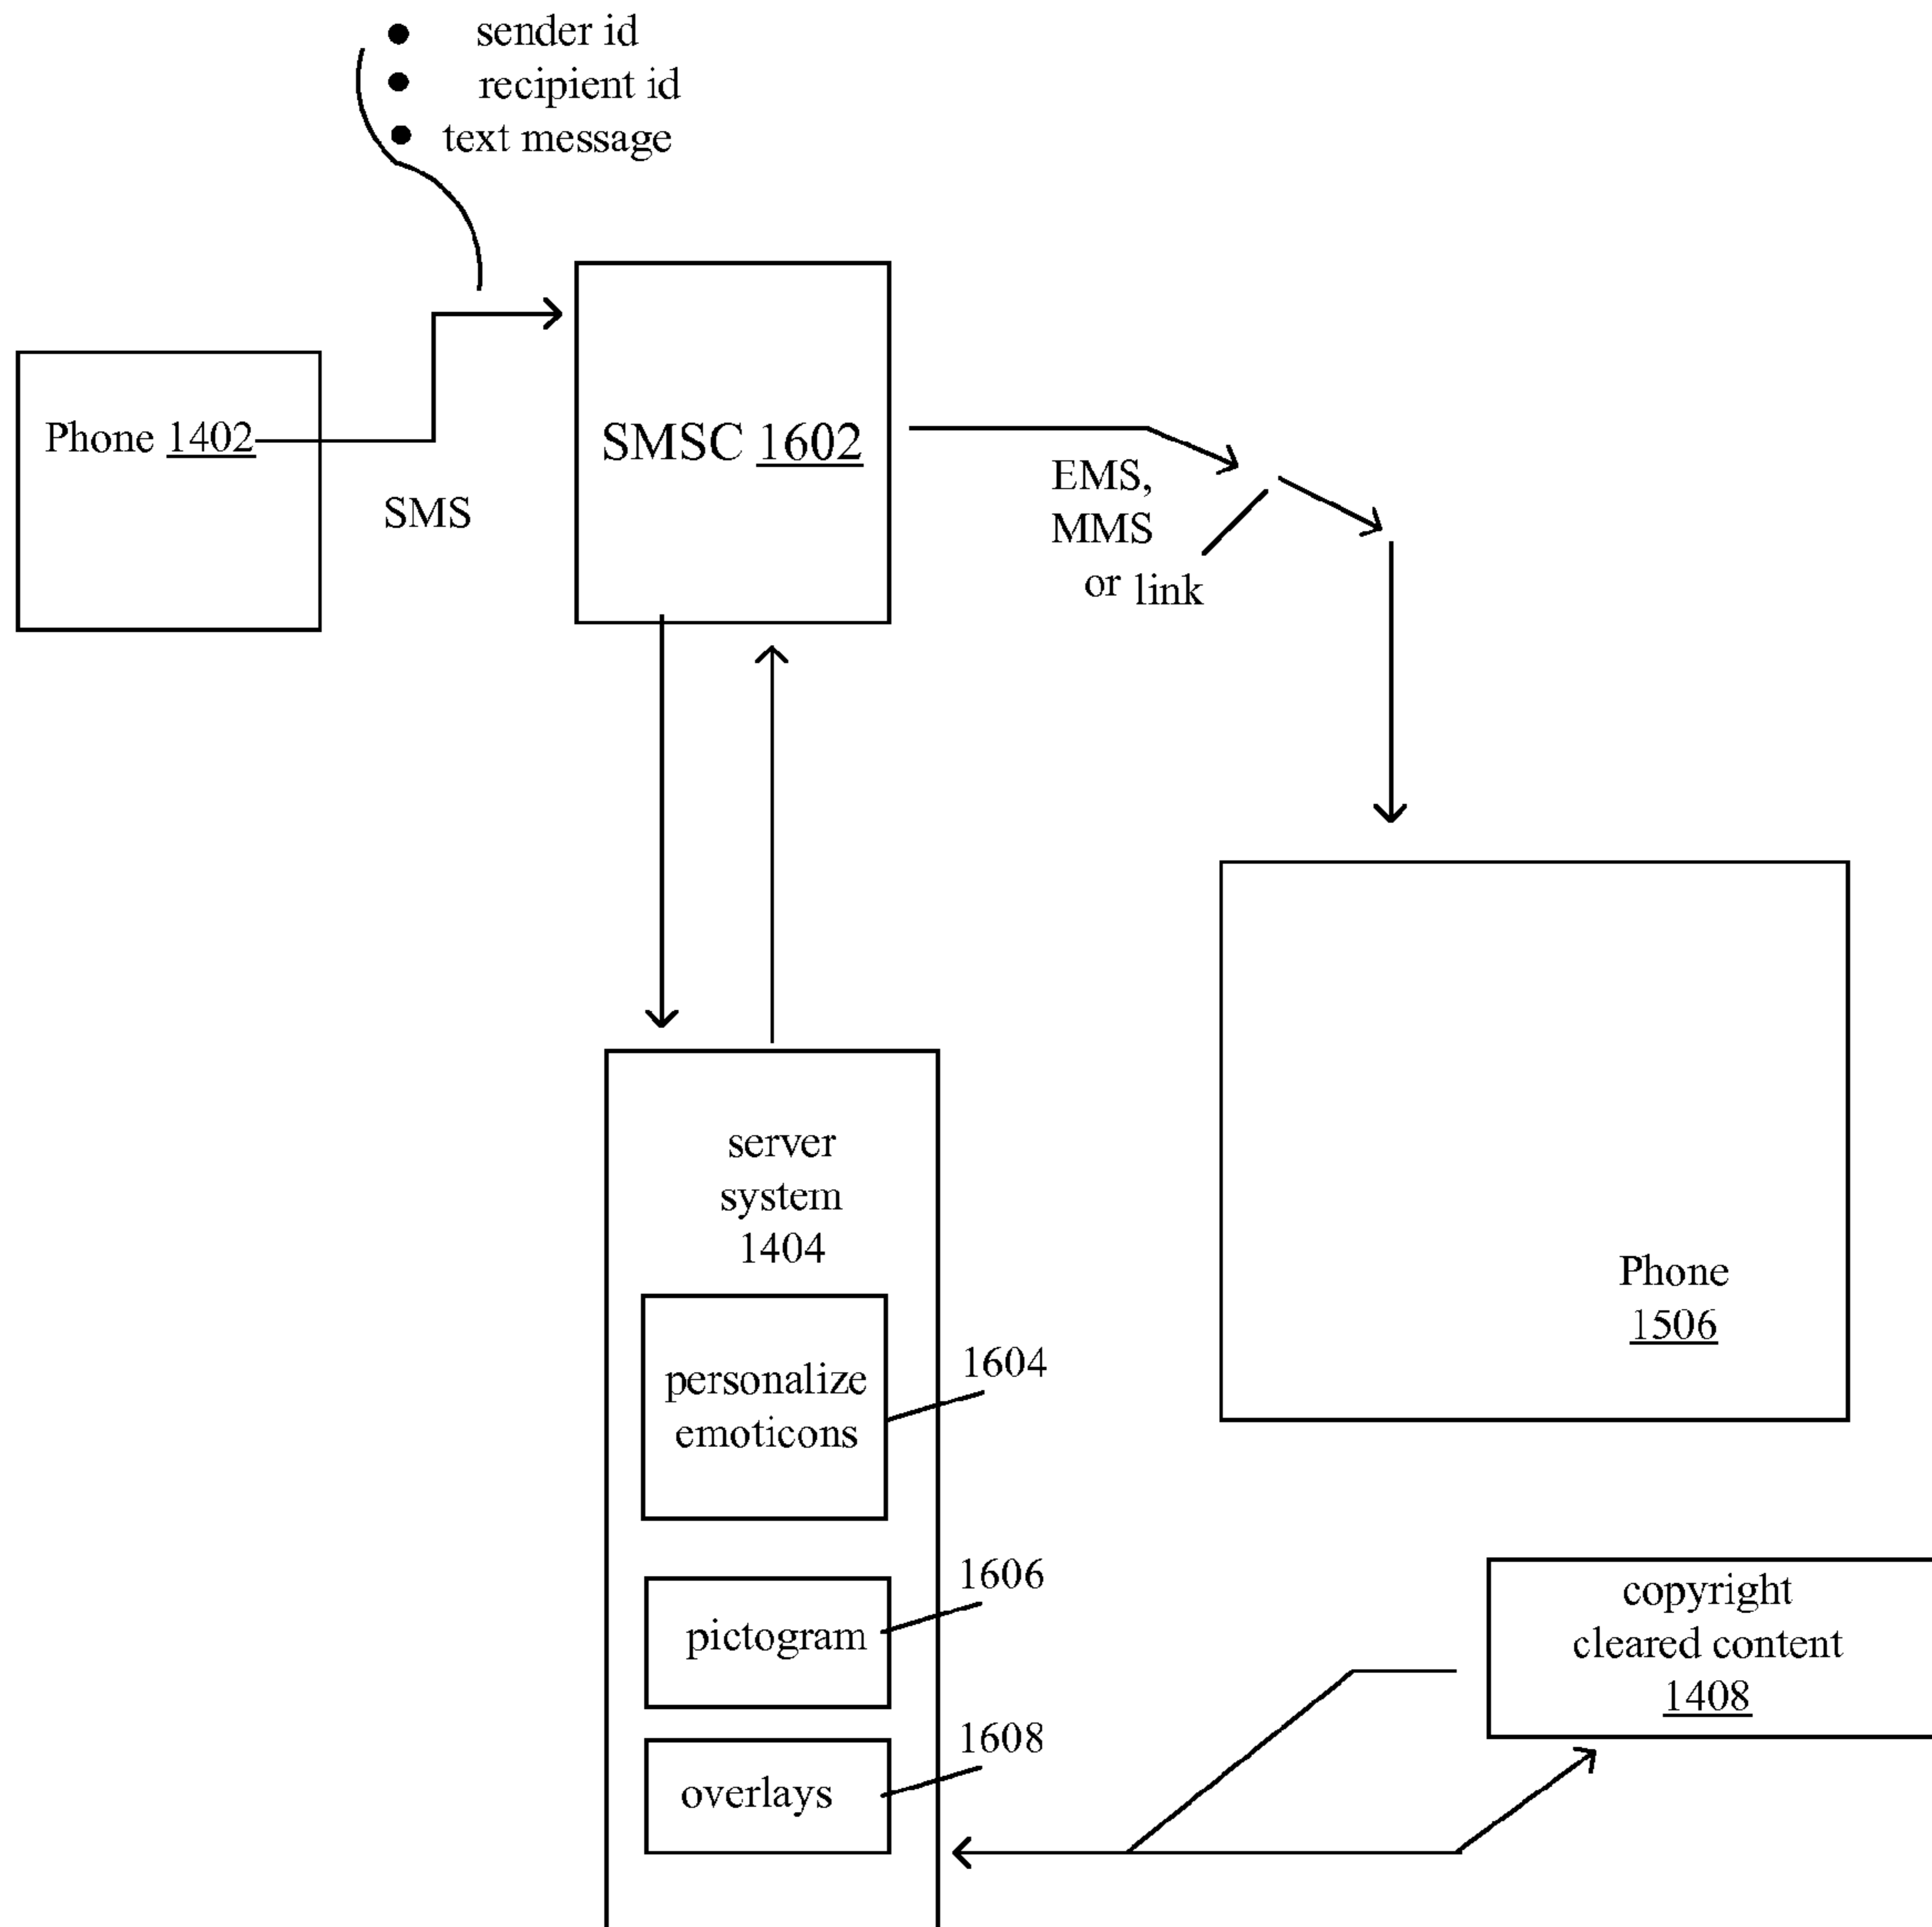 sender id
recipient id
text message
Phone 1402
SMS
SMSC 1602
EMS,
MMS
or link
server
system
1404
personalize
emoticons
1604
pictogram
1606
overlays
1608
Phone
1506
copyright
cleared content
1408